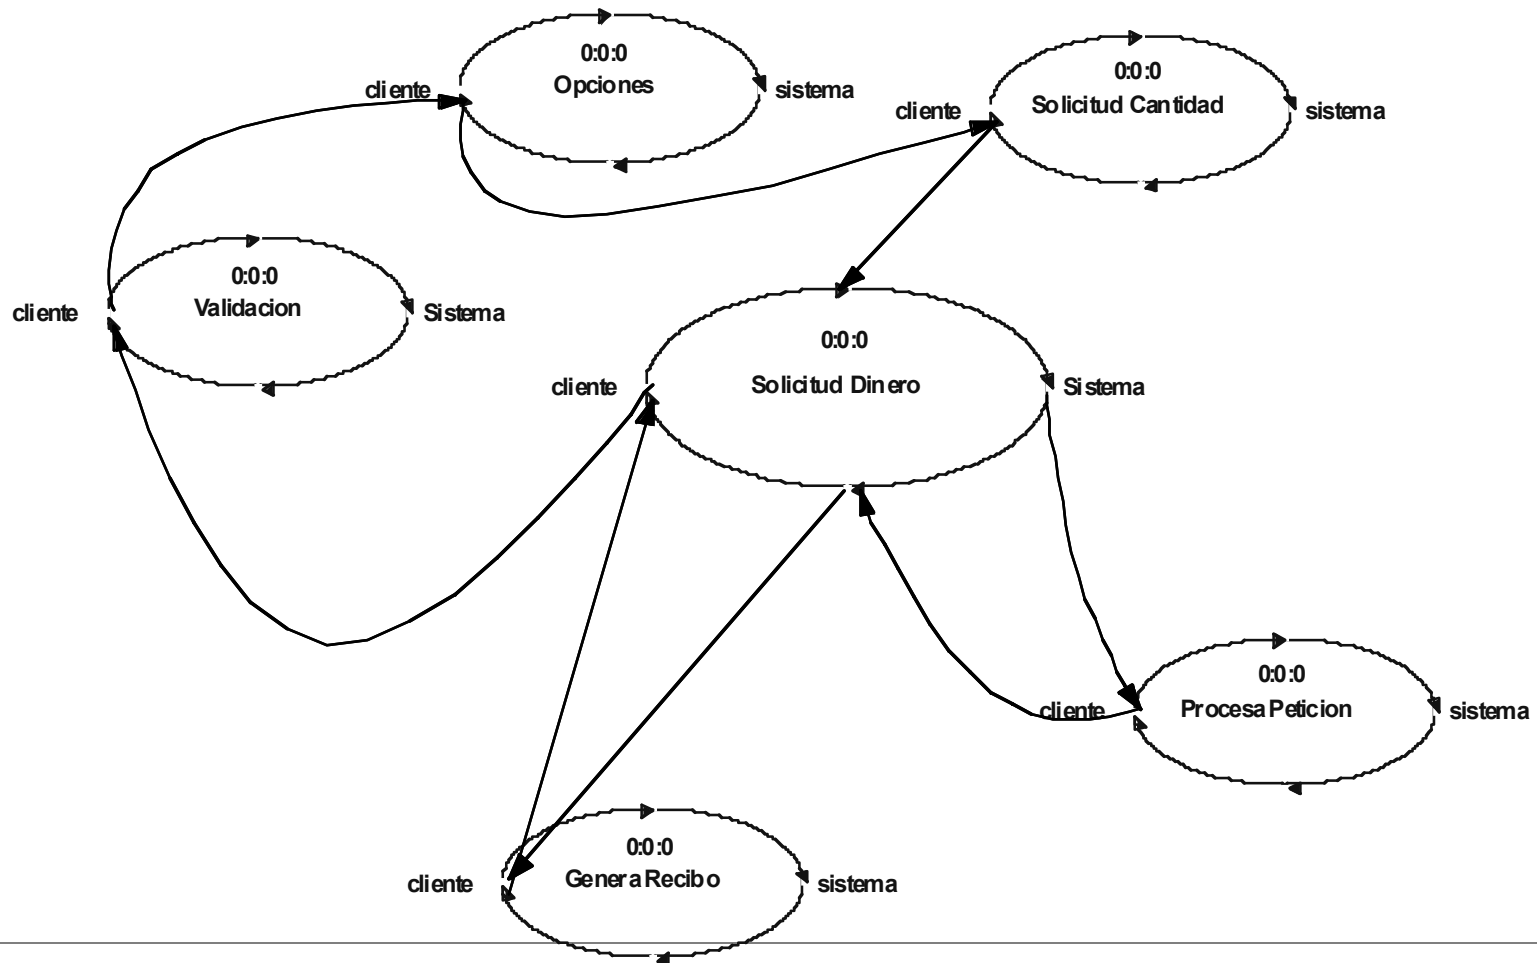 0:0:0
Opciones
cliente
sistema
0:0:0
Solicitud Cantidad
cliente
sistema
0:0:0
Validacion
cliente
Sistema
0:0:0
Solicitud Dinero
cliente
Sistema
0:0:0
Procesa Peticion
cliente
sistema
0:0:0
Genera Recibo
cliente
sistema